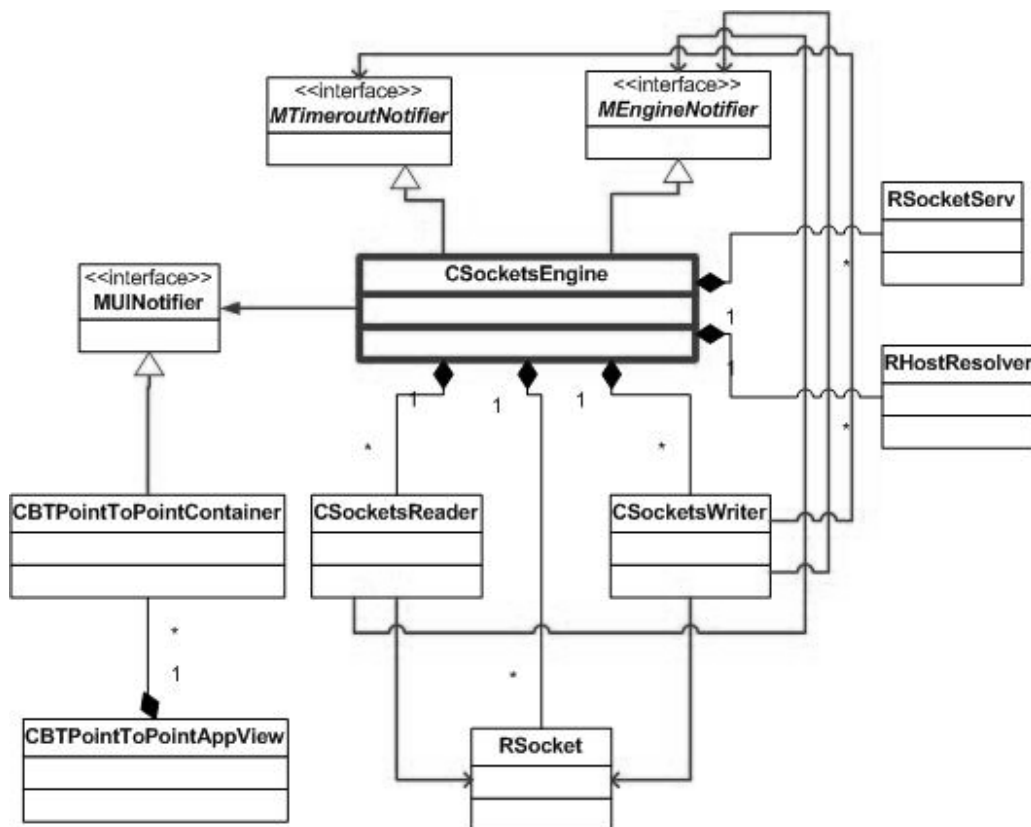 <<interface>>
MTimeroutNotifier
<<interface>>
MEngineNotifier
RSocketServ
CSocketsEngine
*
<<interface>>
MUINotifier
1
1
RHostResolver
1
1
1
*
*
*
CBTPointToPointContainer
CSocketsReader
CSocketsWriter
*
1
*
CBTPointToPointAppView
RSocket